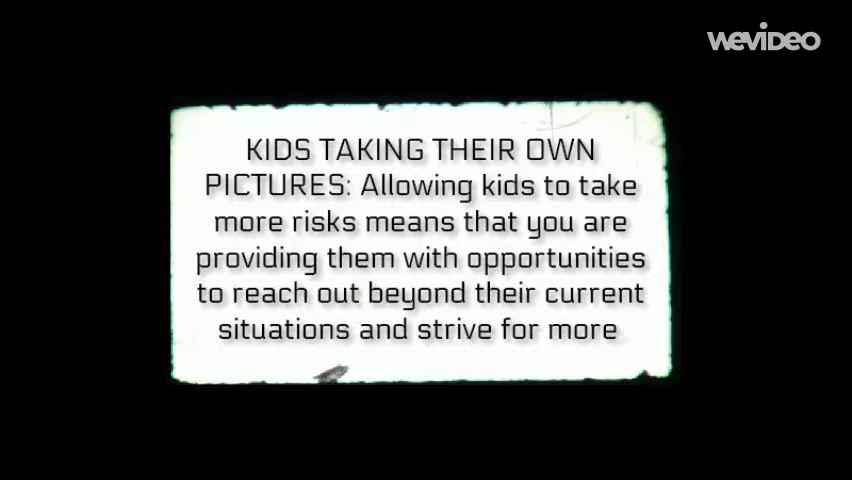 WEVIDEO
KIDS TAKING THEIR OWN
PICTURES: Allowing kids to take
more risks means that you are
providing them with opportunities
to reach out beyond their current
situations and strive for more